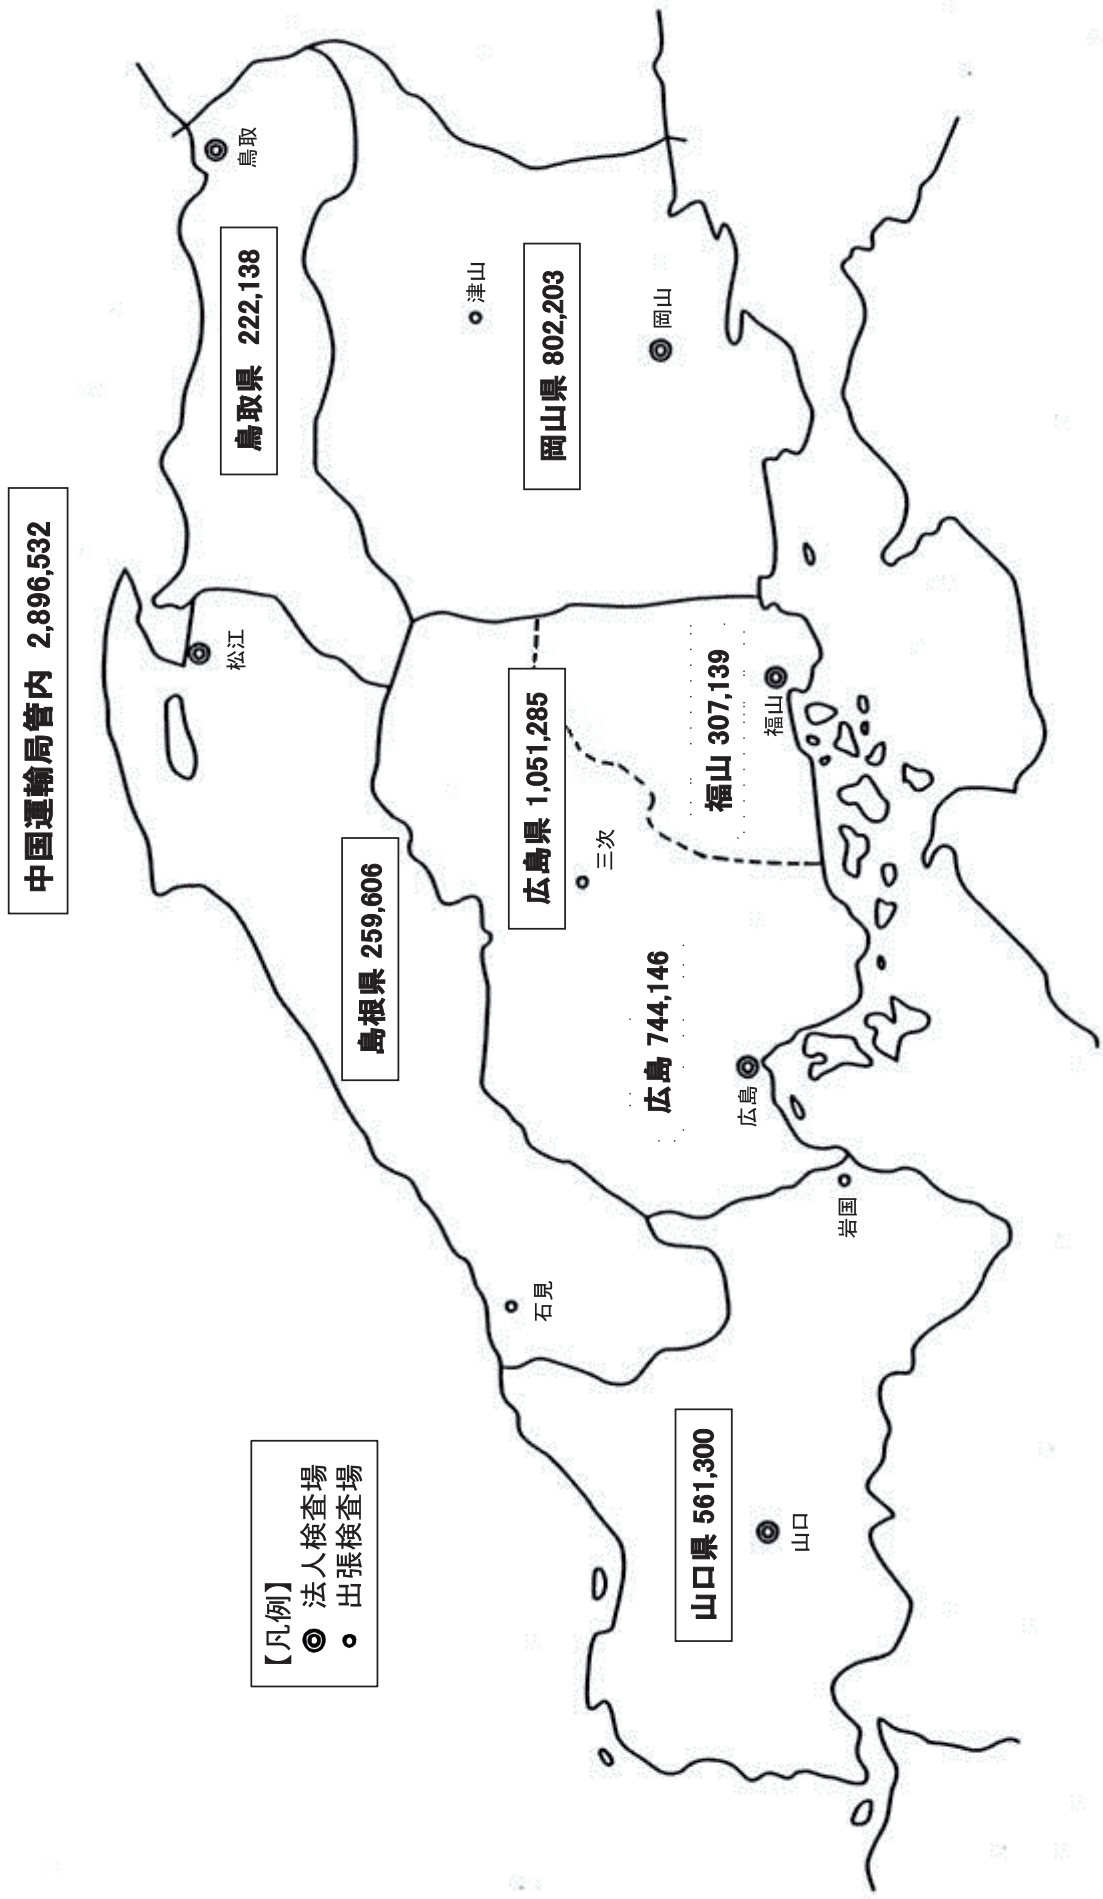 中国運輸局管内 2,896,532
鳥取
鳥取県 222,138
松江
津山
岡山県 802,203
岡山
島根県 259,606
広島県 1,051,285
三次
福山 307,139
福山
広島 744,146
広島
石見
岩国
山口県 561,300
山口
【凡例】
◎ 法人検査場
○ 出張検査場